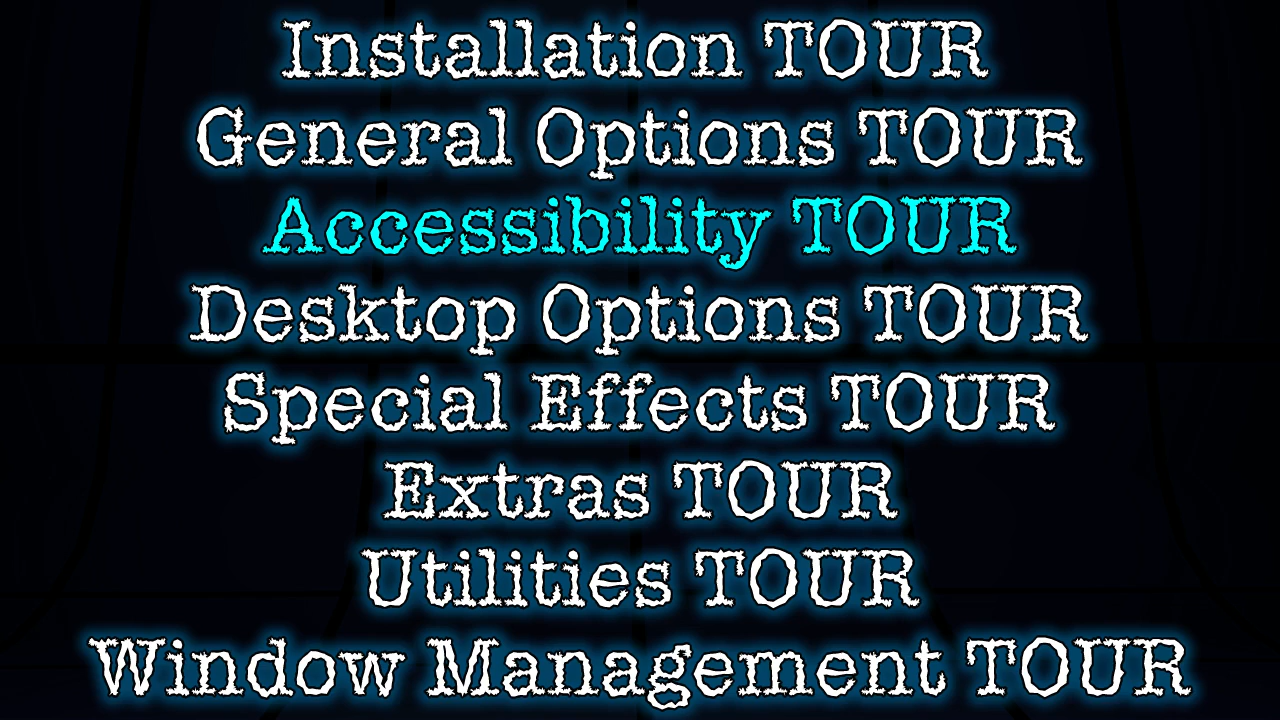 Installation TOUR
General Options TOUR
Accessibility TOUR
Desktop Options TOUR
Special Effects TOUR
Extras TOUR
Utilities TOUR
Window Management TOUR